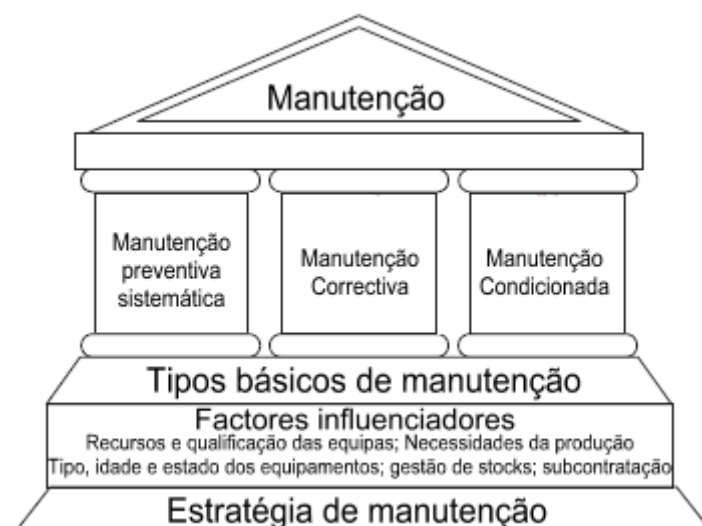 Manutenção
Manutenção
preventiva
sistemática
Manutenção
Correctiva
Manutenção
Condicionada
Tipos básicos de manutenção
Factores influenciadores
Recursos e qualificação das equipas; Necessidades da produção
Tipo, idade e estado dos equipamentos; gestão de stocks; subcontratação
Estratégia de manutenção